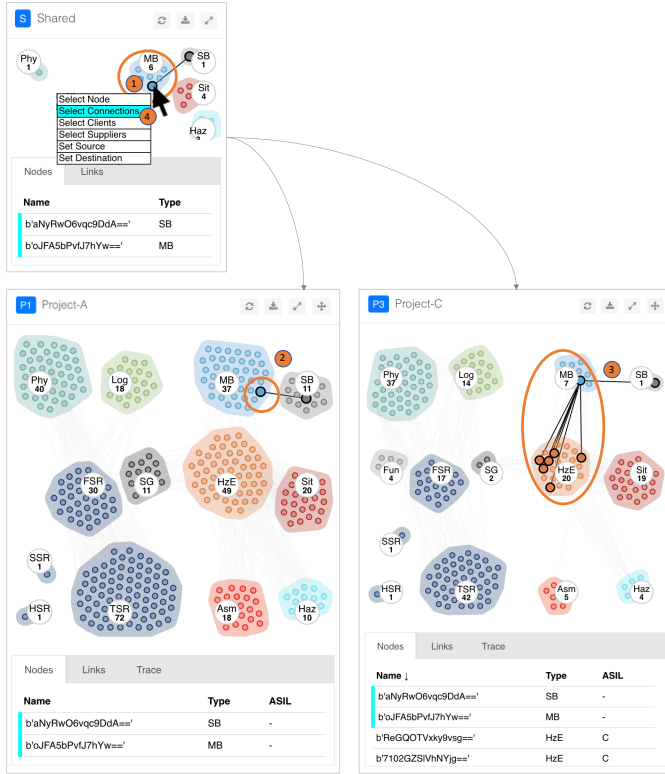 S Shared
Phy
1
MB
6
SB
1
Sit
4
Haz
1
4
Select Node
Select Connections
Select Clients
Select Suppliers
Set Source
Set Destination
Nodes Links
Name Type
b'aNyRwO6vqc9DdA==' SB
b'oJFA5bPvfJ7hYw==' MB
P1 Project-A
2
Phy
40
Log
18
MB
37
SB
11
FSR
30
SG
11
HzE
49
Sit
20
SSR
1
HSR
1
TSR
72
Asm
18
Haz
10
Nodes Links Trace
Name Type ASIL
b'aNyRwO6vqc9DdA==' SB -
b'oJFA5bPvfJ7hYw==' MB -
P3 Project-C
3
Phy
37
Log
14
MB
7
SB
1
Fun
4
FSR
17
SG
2
HzE
20
Sit
19
SSR
1
HSR
1
TSR
42
Asm
5
Haz
4
Nodes Links Trace
Name ↓ Type ASIL
b'aNyRwO6vqc9DdA==' SB -
b'oJFA5bPvfJ7hYw==' MB -
b'ReGQOTVxky9vsg==' HzE C
b'7102GZSlVhNYjg==' HzE C